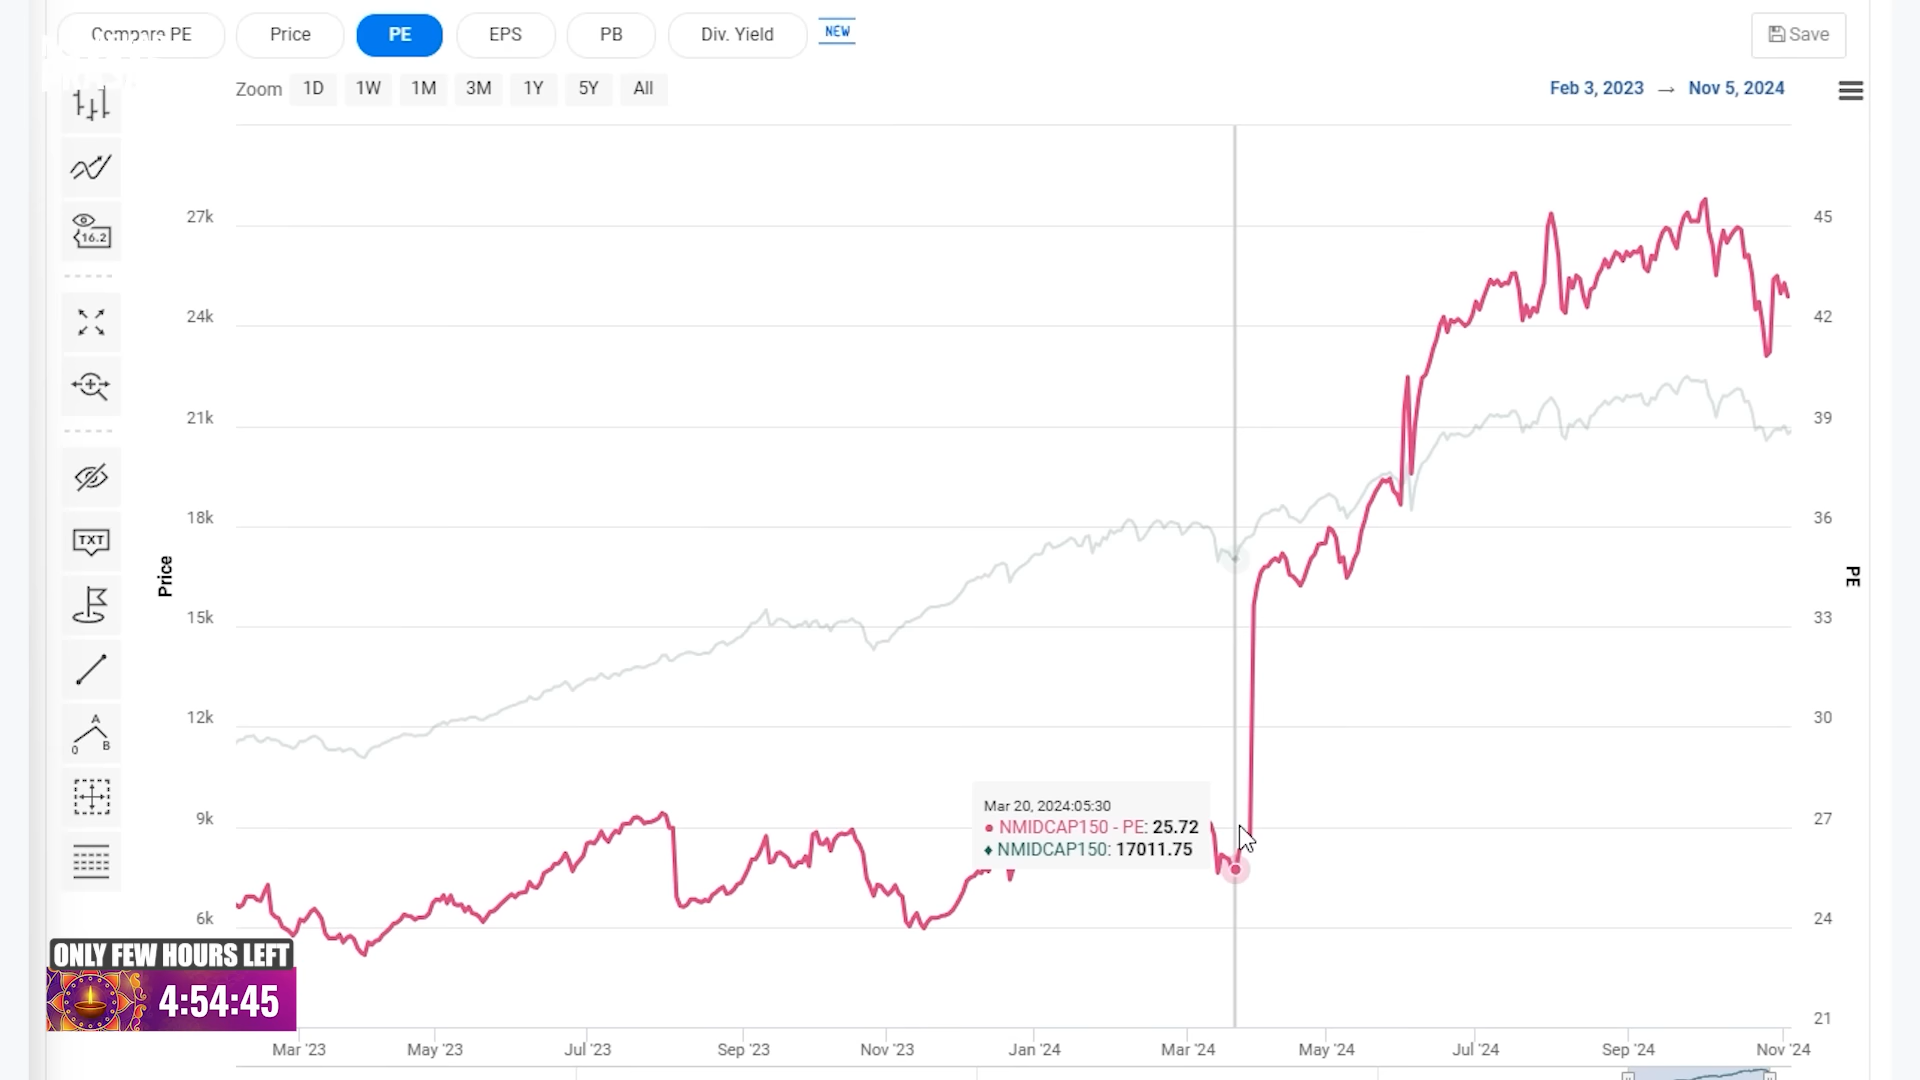 Compare PE
Price
PE
EPS
PB
Div. Yield
NEW
Save
Zoom
1D
1W
1M
3M
1Y
5Y
All
Feb 3, 2023 → Nov 5, 2024
16.2
TXT
A
0 B
27k
24k
21k
18k
15k
12k
9k
6k
Price
45
42
39
36
33
30
27
24
21
PE
Mar 20, 2024:05:30
NMIDCAP150 - PE: 25.72
NMIDCAP150: 17011.75
ONLY FEW HOURS LEFT
4:54:45
Mar '23
May '23
Jul '23
Sep '23
Nov '23
Jan '24
Mar '24
May '24
Jul '24
Sep '24
Nov '24